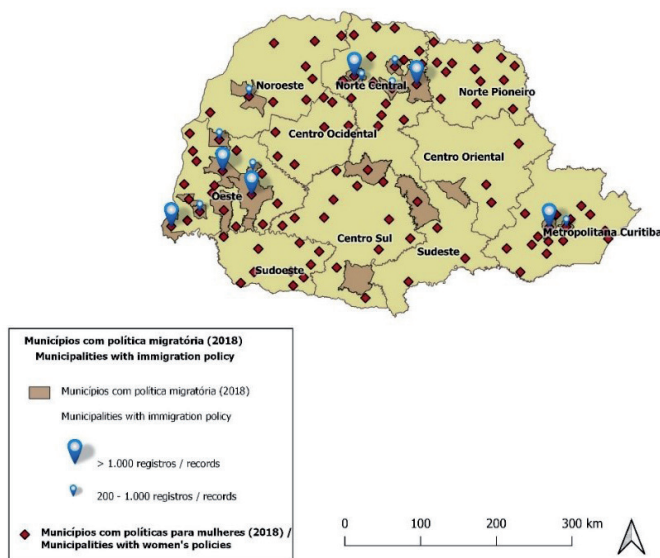 Noroeste
Norte Central
Norte Pioneiro
Centro Ocidental
Centro Oriental
Oeste
Centro Sul
Metropolitana Curitiba
Sudeste
Sudoeste
Municípios com política migratória (2018)
Municipalities with immigration policy
Municípios com política migratória (2018)
Municipalities with immigration policy
> 1.000 registros / records
200 - 1.000 registros / records
Municípios com políticas para mulheres (2018) /
Municipalities with women's policies
0 100 200 300 km